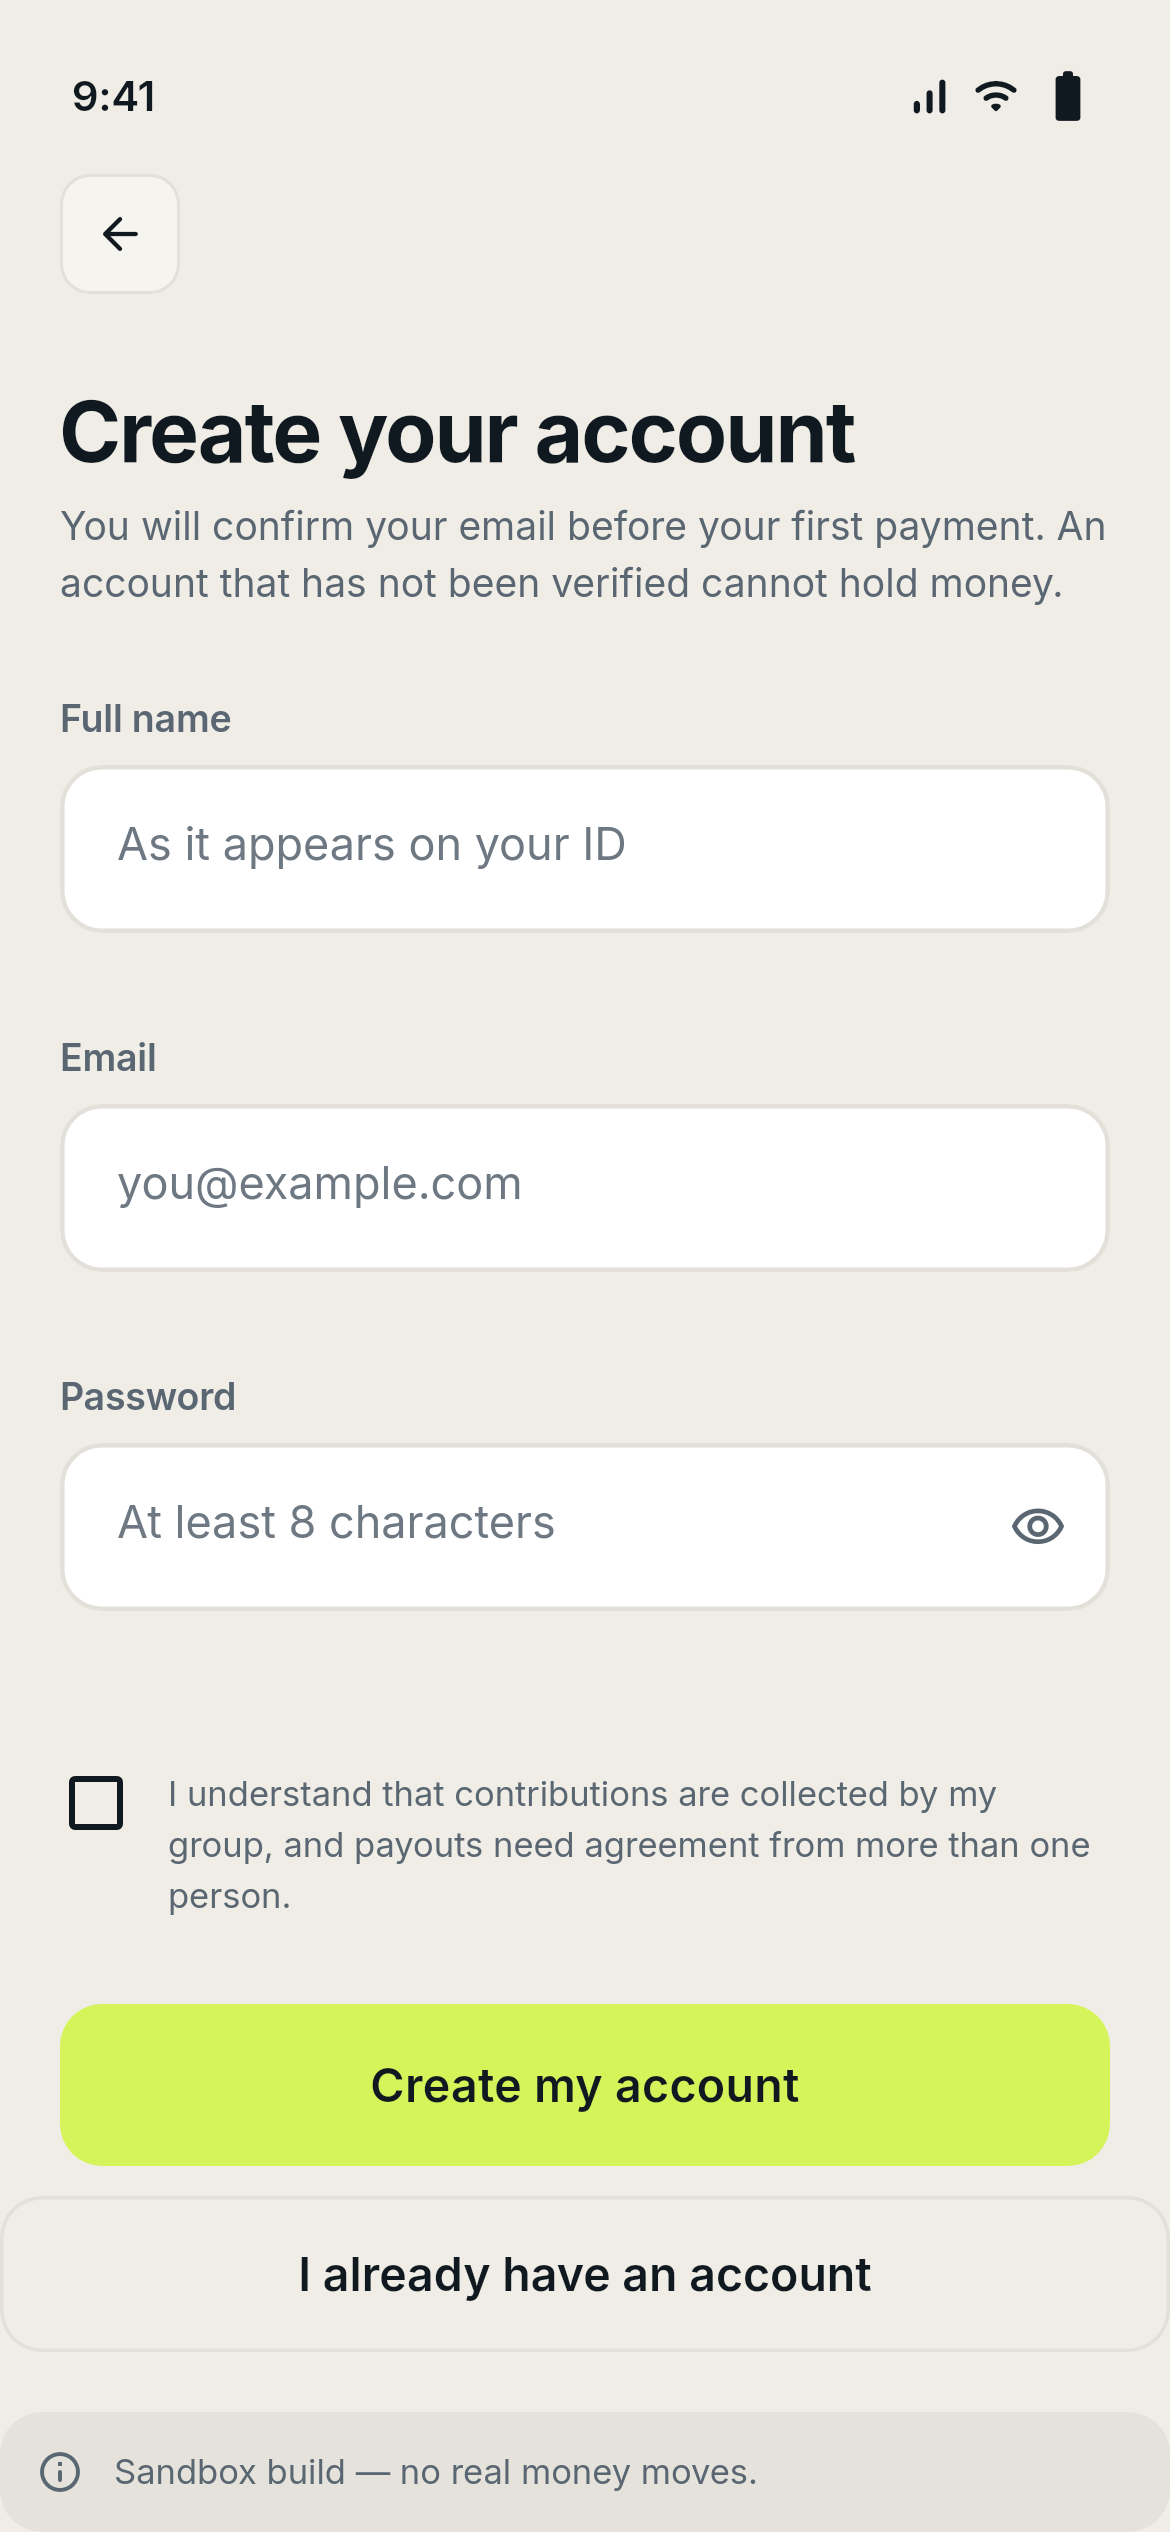 9:41
Create your account
You will confirm your email before your first payment. An
account that has not been verified cannot hold money.
Full name
As it appears on your ID
Email
you@example.com
Password
At least 8 characters
I understand that contributions are collected by my
group, and payouts need agreement from more than one
person.
Create my account
I already have an account
Sandbox build — no real money moves.